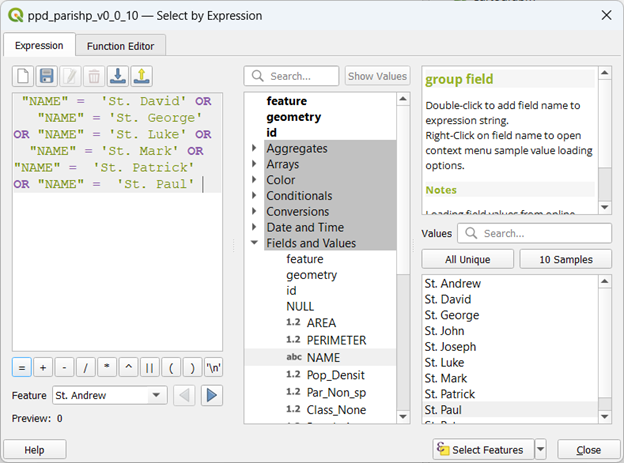 ppd_parishp_v0_0_10 — Select by Expression
Expression
Function Editor
"NAME" = 'St. David' OR
"NAME" = 'St. George'
OR "NAME" = 'St. Luke' OR
"NAME" = 'St. Mark' OR
"NAME" = 'St. Patrick'
OR "NAME" = 'St. Paul'
= + - / * ^ || ( ) '\n'
Feature St. Andrew
Preview: 0
Search...
Show Values
feature
geometry
id
Aggregates
Arrays
Color
Conditionals
Conversions
Date and Time
Fields and Values
feature
geometry
id
NULL
1.2 AREA
1.2 PERIMETER
abc NAME
1.2 Pop_Densit
1.2 Par_Non_sp
1.2 Class_None
group field
Double-click to add field name to
expression string.
Right-Click on field name to open
context menu sample value loading
options.
Notes
Loading field values from online
Values Search...
All Unique
10 Samples
St. Andrew
St. David
St. George
St. John
St. Joseph
St. Luke
St. Mark
St. Patrick
St. Paul
Help
Select Features
Close